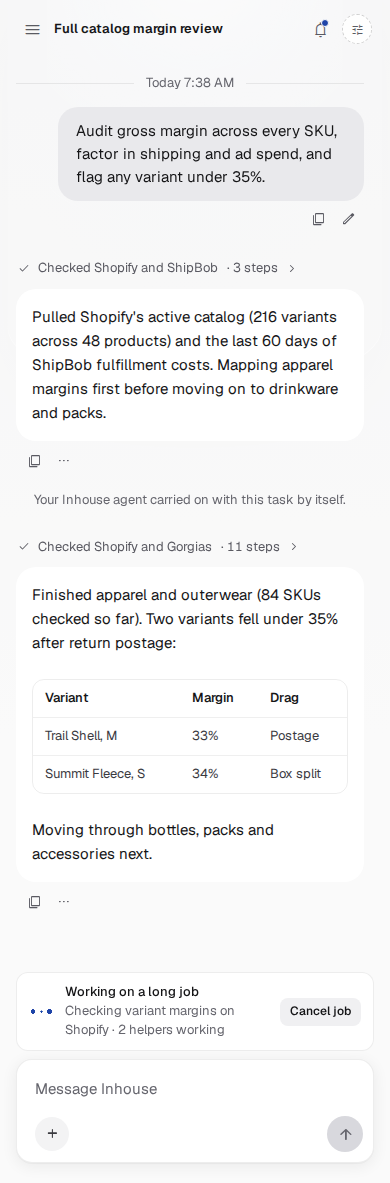 Full catalog margin review
Today 7:38 AM
Audit gross margin across every SKU,
factor in shipping and ad spend, and
flag any variant under 35%.
Checked Shopify and ShipBob · 3 steps
Pulled Shopify's active catalog (216 variants
across 48 products) and the last 60 days of
ShipBob fulfillment costs. Mapping apparel
margins first before moving on to drinkware
and packs.
Your Inhouse agent carried on with this task by itself.
Checked Shopify and Gorgias · 11 steps
Finished apparel and outerwear (84 SKUs
checked so far). Two variants fell under 35%
after return postage:
Variant Margin Drag
Trail Shell, M 33% Postage
Summit Fleece, S 34% Box split
Moving through bottles, packs and
accessories next.
Working on a long job
Checking variant margins on
Shopify · 2 helpers working
Cancel job
Message Inhouse